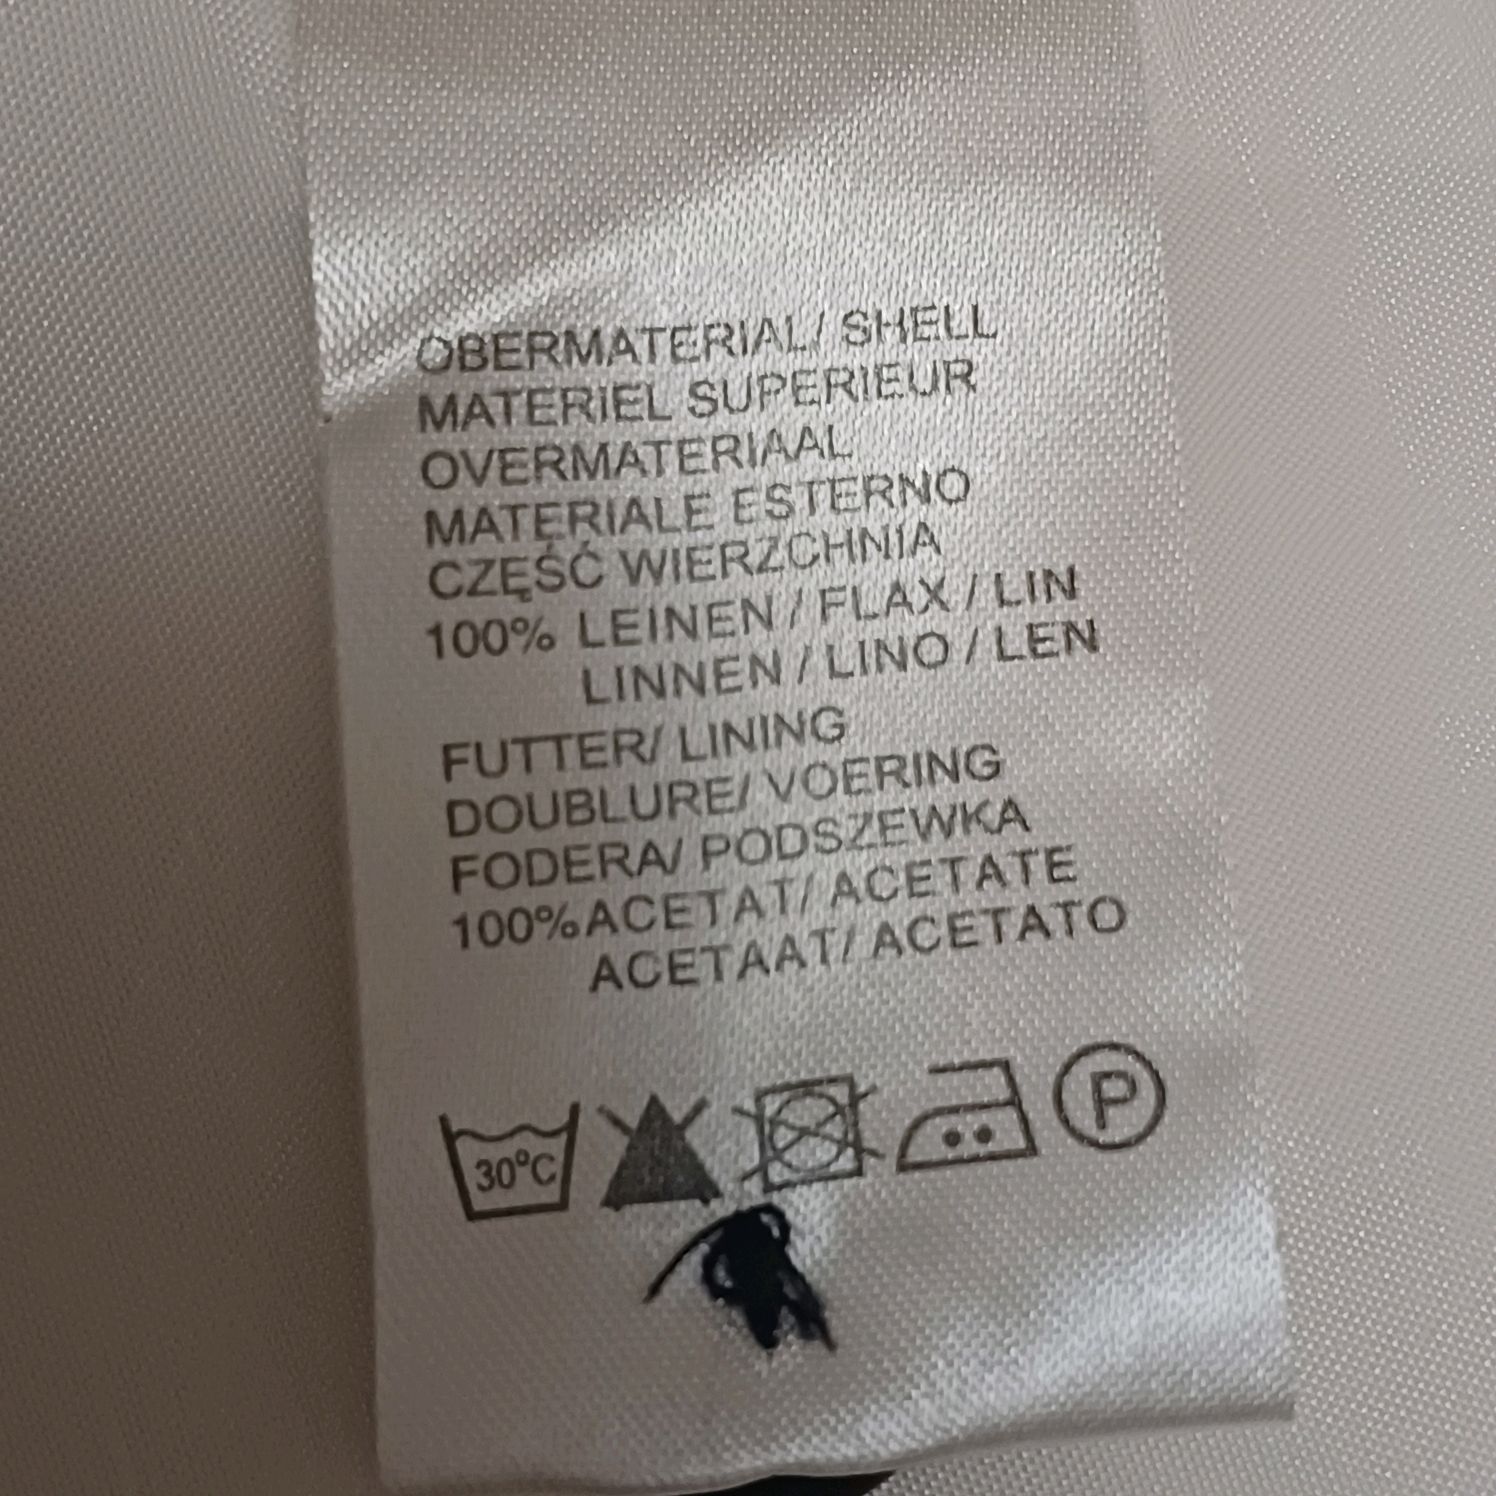 OBERMATERIAL/ SHELL
MATERIEL SUPERIEUR
OVERMATERIAAL
MATERIALE ESTERNO
CZĘŚĆ WIERZCHNIA
100% LEINEN / FLAX / LIN
LINNEN / LINO / LEN
FUTTER/ LINING
DOUBLURE/ VOERING
FODERA/ PODSZEWKA
100%ACETAT/ ACETATE
ACETAAT/ ACETATO
30°C P